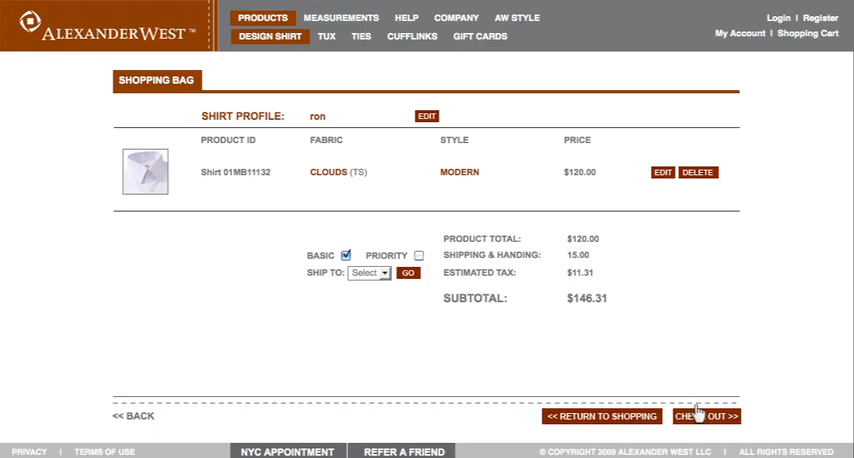 ALEXANDERWEST™
PRODUCTS MEASUREMENTS HELP COMPANY AW STYLE
DESIGN SHIRT TUX TIES CUFFLINKS GIFT CARDS
Login | Register
My Account | Shopping Cart
SHOPPING BAG
SHIRT PROFILE: ron EDIT
PRODUCT ID FABRIC STYLE PRICE
Shirt 01MB11132 CLOUDS (TS) MODERN $120.00 EDIT DELETE
PRODUCT TOTAL: $120.00
BASIC PRIORITY SHIPPING & HANDING: 15.00
SHIP TO: Select GO ESTIMATED TAX: $11.31
SUBTOTAL: $146.31
<< BACK << RETURN TO SHOPPING CHECK OUT >>
PRIVACY | TERMS OF USE NYC APPOINTMENT REFER A FRIEND © COPYRIGHT 2009 ALEXANDER WEST LLC | ALL RIGHTS RESERVED